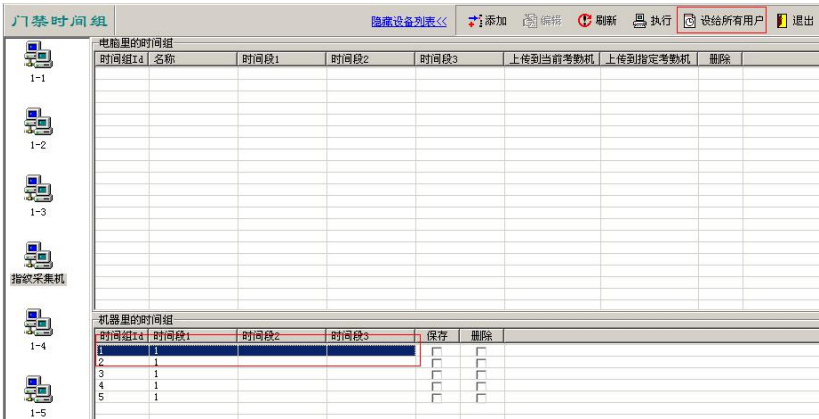 门禁时间组 隐藏设备列表<< 添加 编辑 刷新 执行 设给所有用户 退出
电脑里的时间组
时间组Id 名称 时间段1 时间段2 时间段3 上传到当前考勤机 上传到指定考勤机 删除
1-1
1-2
1-3
指纹采集机
1-4
1-5
机器里的时间组
时间组Id 时间段1 时间段2 时间段3 保存 删除
1 1
2 1
3 1
4 1
5 1